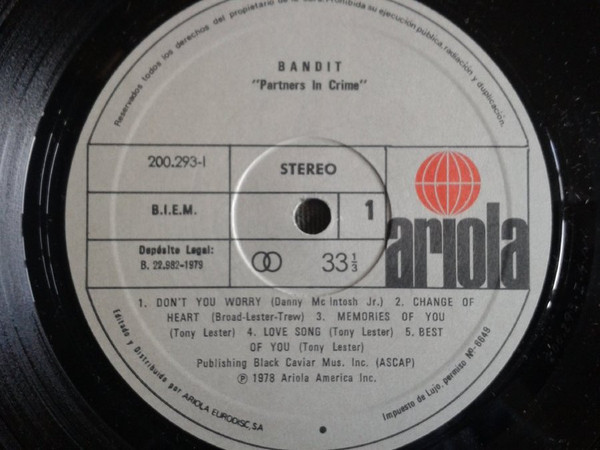 Reservados todos los derechos del propietario de la obra. Prohibida su ejecución pública, radiación y duplicación.
BANDIT
"Partners In Crime"
200.293-I
STEREO
B.I.E.M.
1
ariola
Depósito Legal:
B. 22.982-1979
33 1/3
1. DON'T YOU WORRY (Danny Mc Intosh Jr.) 2. CHANGE OF
HEART (Broad-Lester-Trew) 3. MEMORIES OF YOU
(Tony Lester) 4. LOVE SONG (Tony Lester) 5. BEST
OF YOU (Tony Lester)
Publishing Black Caviar Mus. Inc. (ASCAP)
℗ 1978 Ariola America Inc.
Editado y Distribuido por ARIOLA EURODISC, S.A
Impuesto de Lujo, permiso Nº 6649